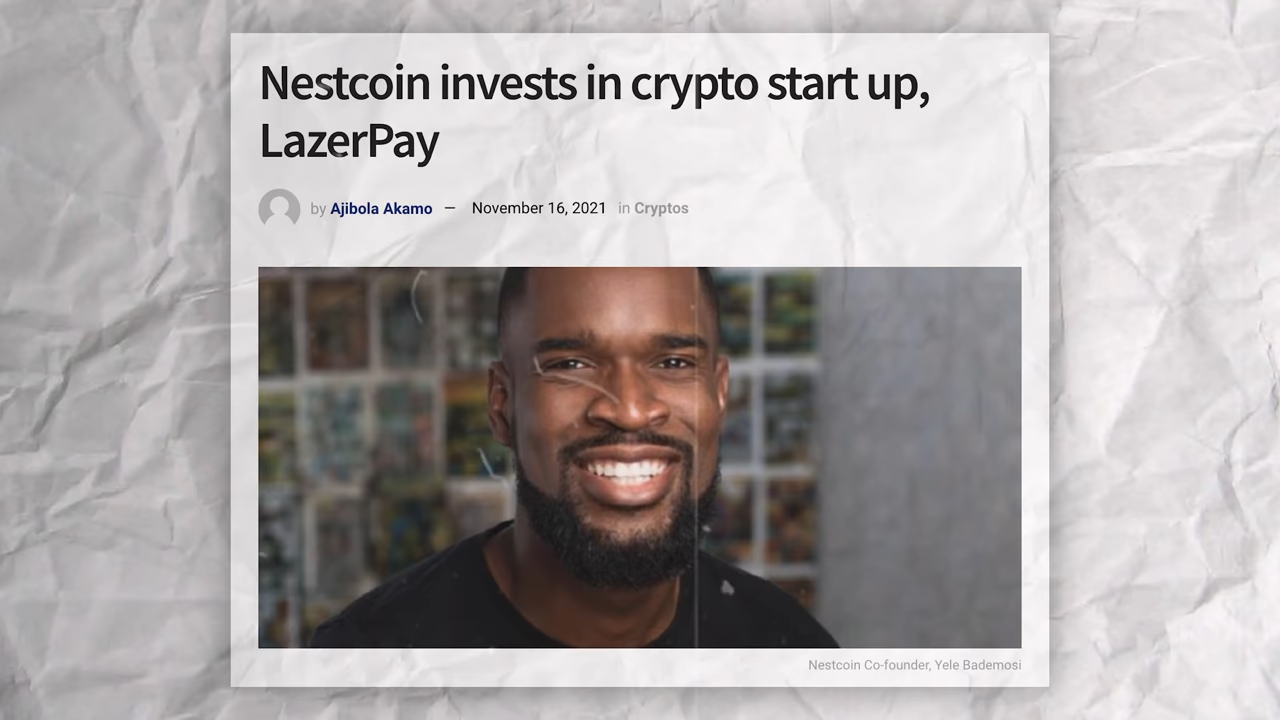 Nestcoin invests in crypto start up,
LazerPay
by Ajibola Akamo — November 16, 2021 in Cryptos
Nestcoin Co-founder, Yele Bademosi